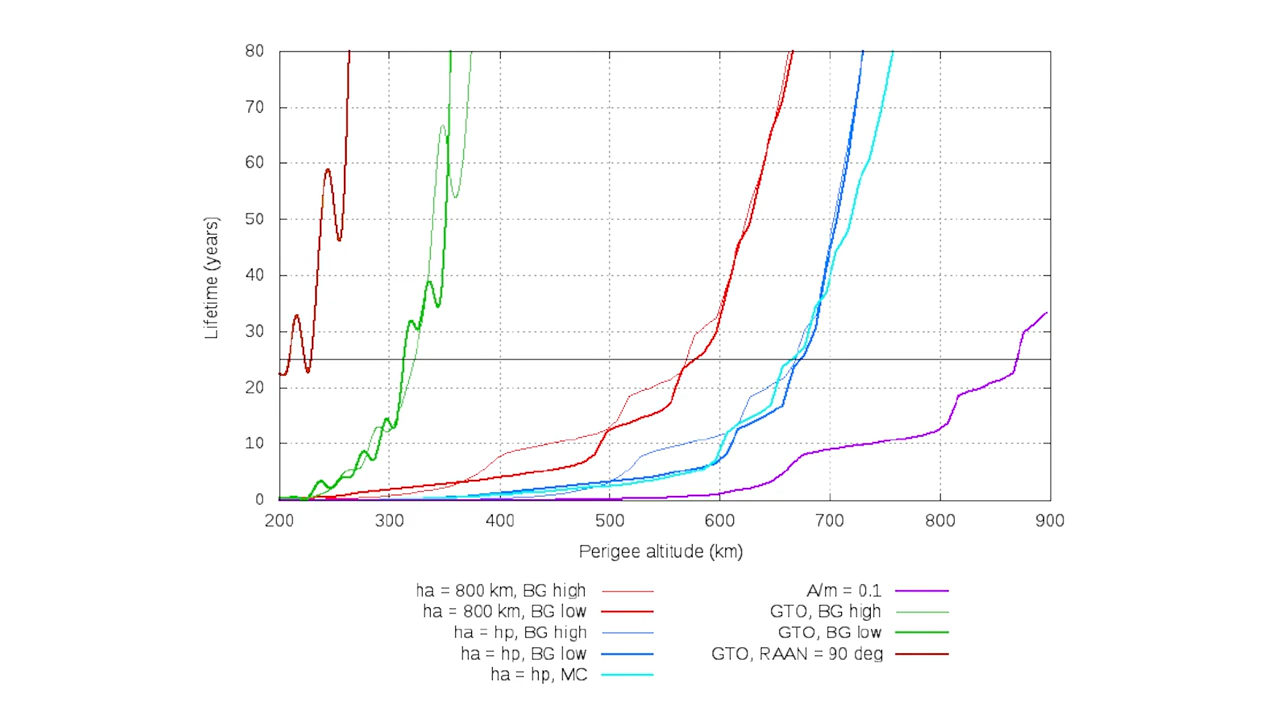 80
70
60
50
40
30
20
10
0
Lifetime (years)
200 300 400 500 600 700 800 900
Perigee altitude (km)
ha = 800 km, BG high
ha = 800 km, BG low
ha = hp, BG high
ha = hp, BG low
ha = hp, MC
A/m = 0.1
GTO, BG high
GTO, BG low
GTO, RAAN = 90 deg